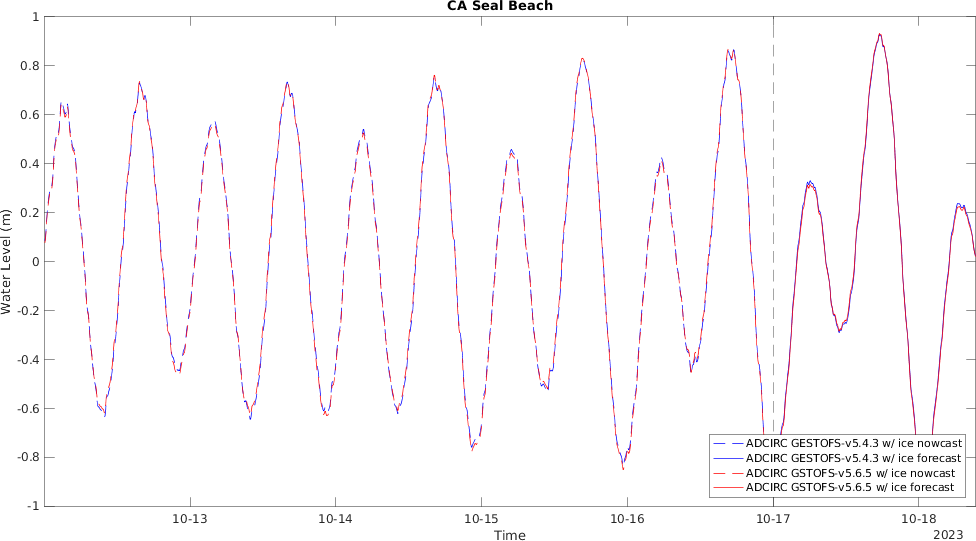 CA Seal Beach
1
0.8
0.6
0.4
0.2
0
-0.2
-0.4
-0.6
-0.8
-1
Water Level (m)
10-13 10-14 10-15 10-16 10-17 10-18
Time
2023
ADCIRC GESTOFS-v5.4.3 w/ ice nowcast
ADCIRC GESTOFS-v5.4.3 w/ ice forecast
ADCIRC GSTOFS-v5.6.5 w/ ice nowcast
ADCIRC GSTOFS-v5.6.5 w/ ice forecast